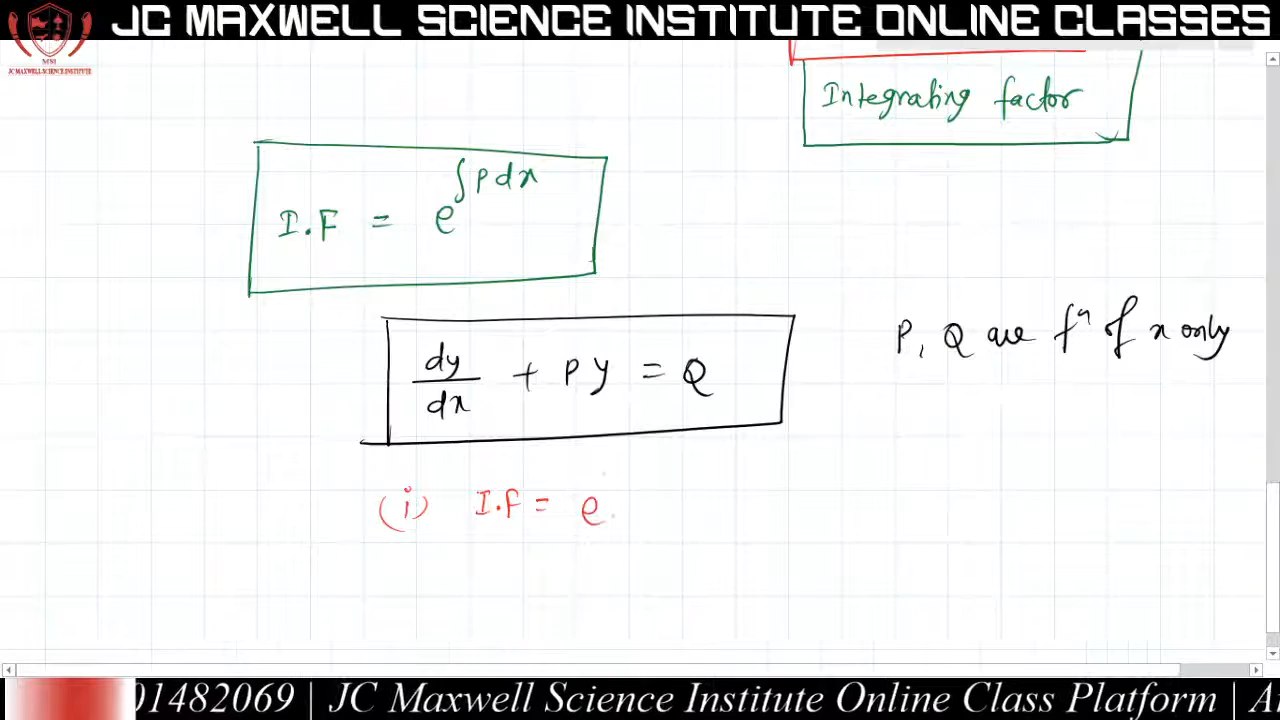 JC MAXWELL SCIENCE INSTITUTE ONLINE CLASSES
MSI
JC MAXWELL SCIENCE INSTITUTE
Integrating factor
I.F = e^∫Pdx
dy/dx + Py = Q
P, Q are fⁿ of x only
(i) I.F = e
01482069 | JC Maxwell Science Institute Online Class Platform | A